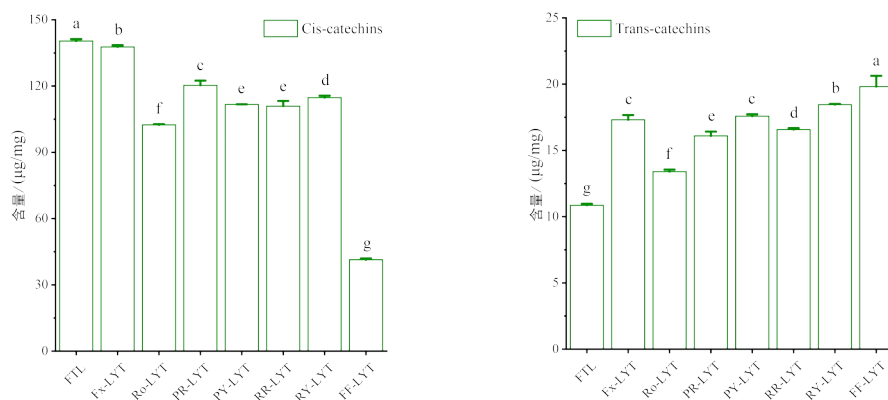 150
120
90
60
30
0
含量/ (μg/mg)
Cis-catechins
a
b
f
c
e
e
d
g
FTL
Fx-LYT
Ro-LYT
PR-LYT
PY-LYT
RR-LYT
RY-LYT
FF-LYT
25
20
15
10
5
0
含量/ (μg/mg)
Trans-catechins
g
c
f
e
c
d
b
a
FTL
Fx-LYT
Ro-LYT
PR-LYT
PY-LYT
RR-LYT
RY-LYT
FF-LYT